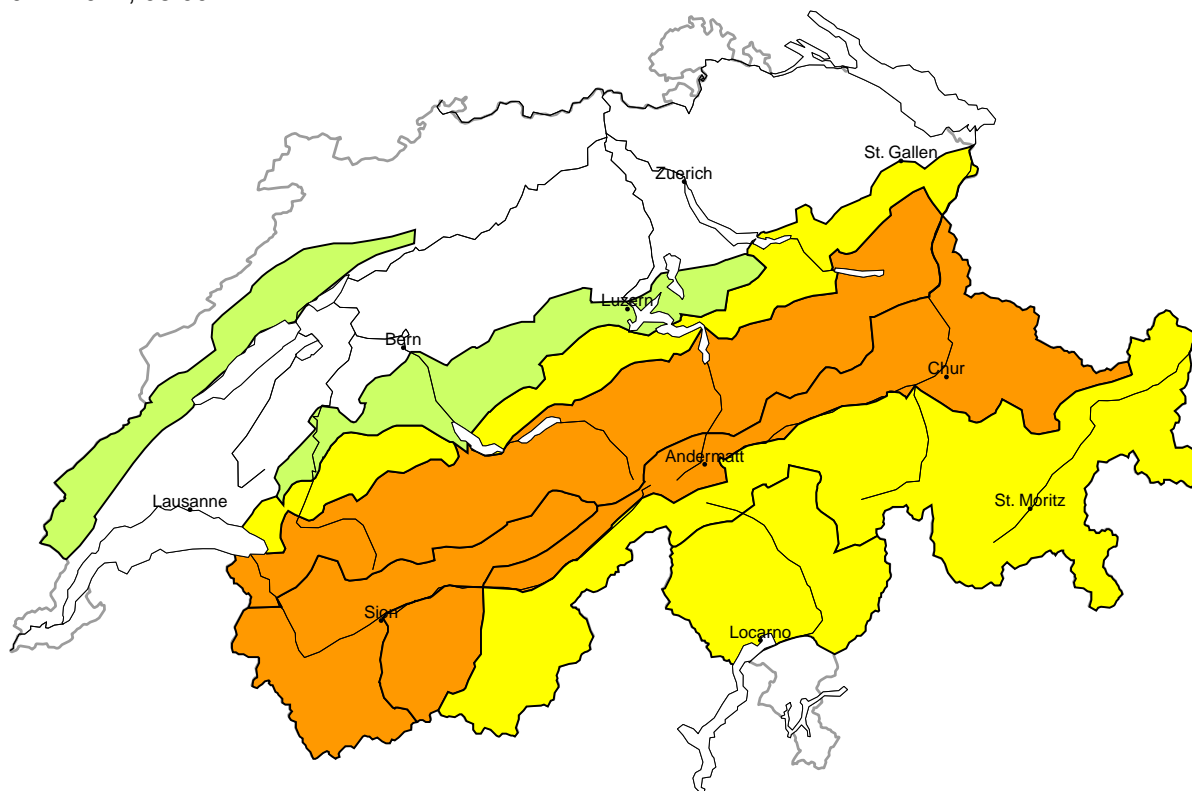 St. Gallen
Zuerich
Luzern
Bern
Chur
Andermatt
Lausanne
St. Moritz
Sion
Locarno